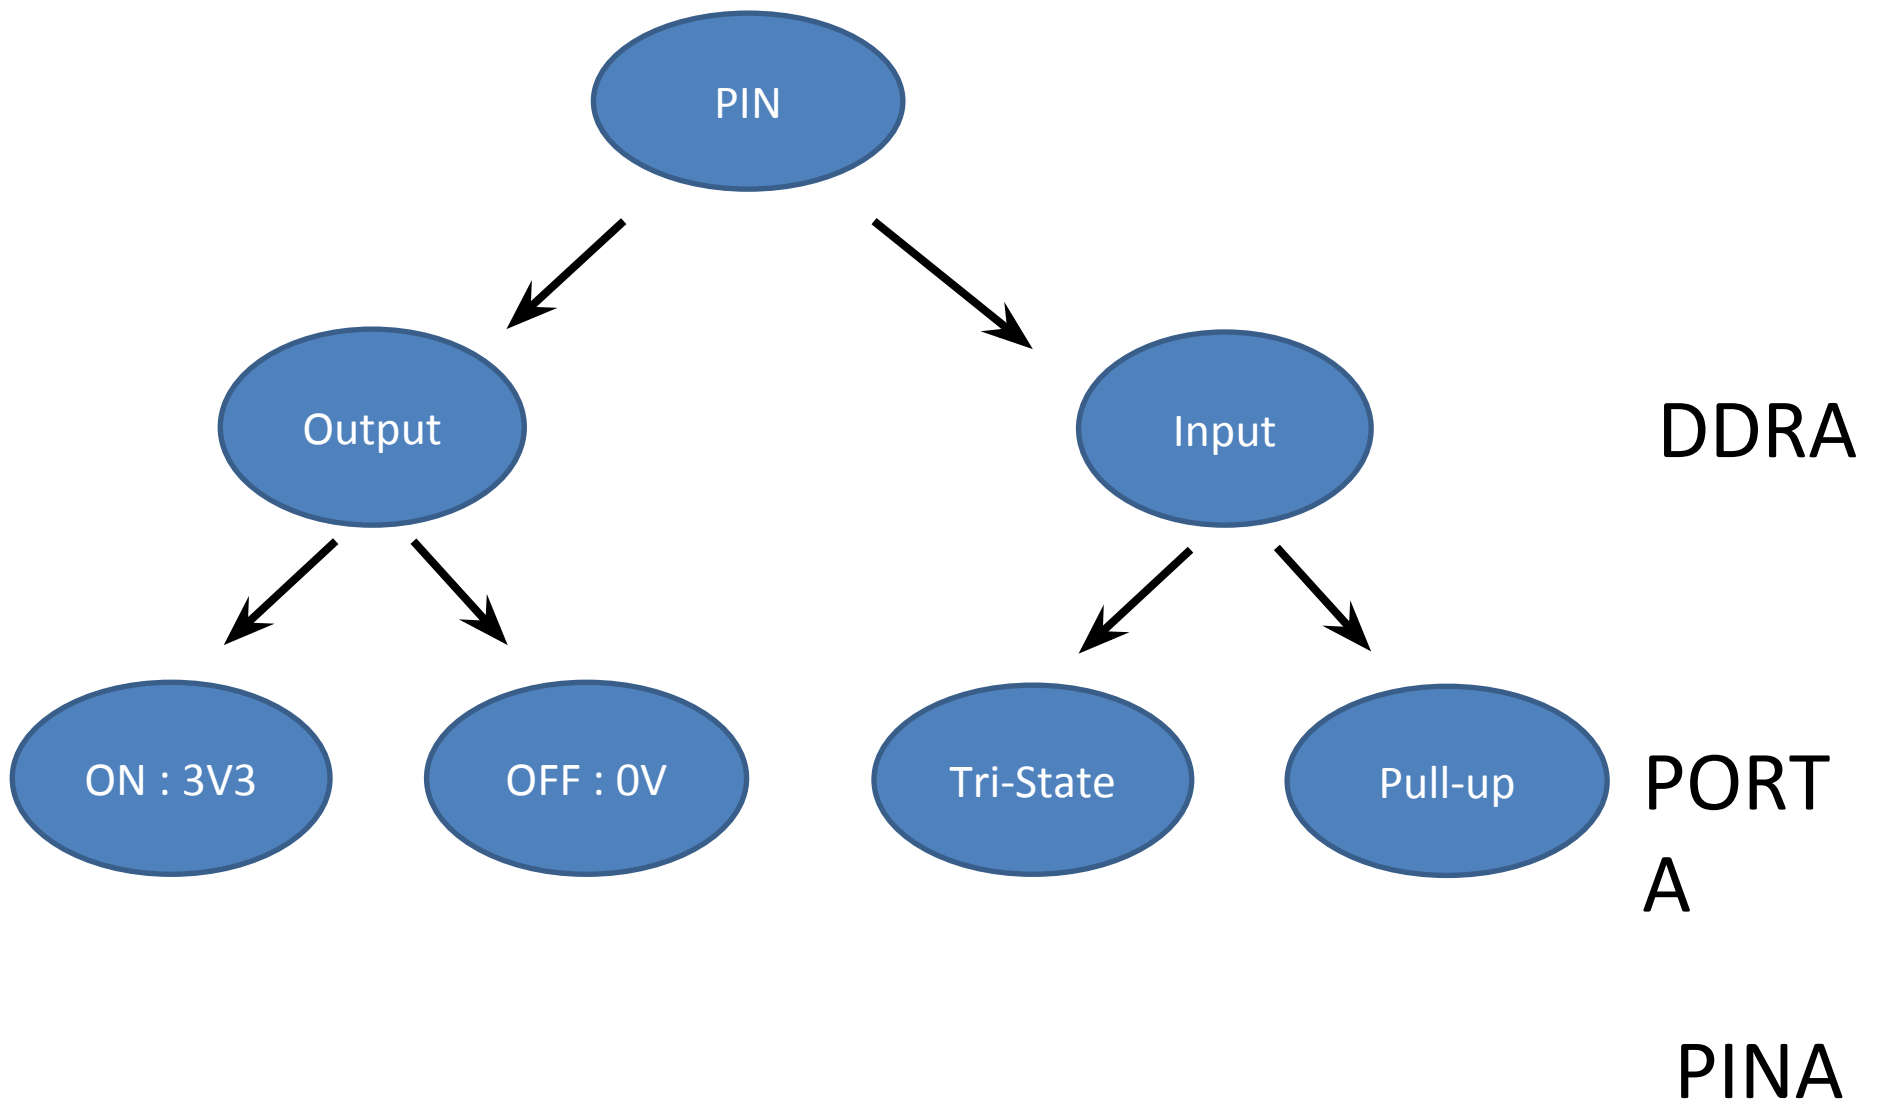 PIN
Output
Input
DDRA
ON : 3V3
OFF : 0V
Tri-State
Pull-up
PORT
A
PINA